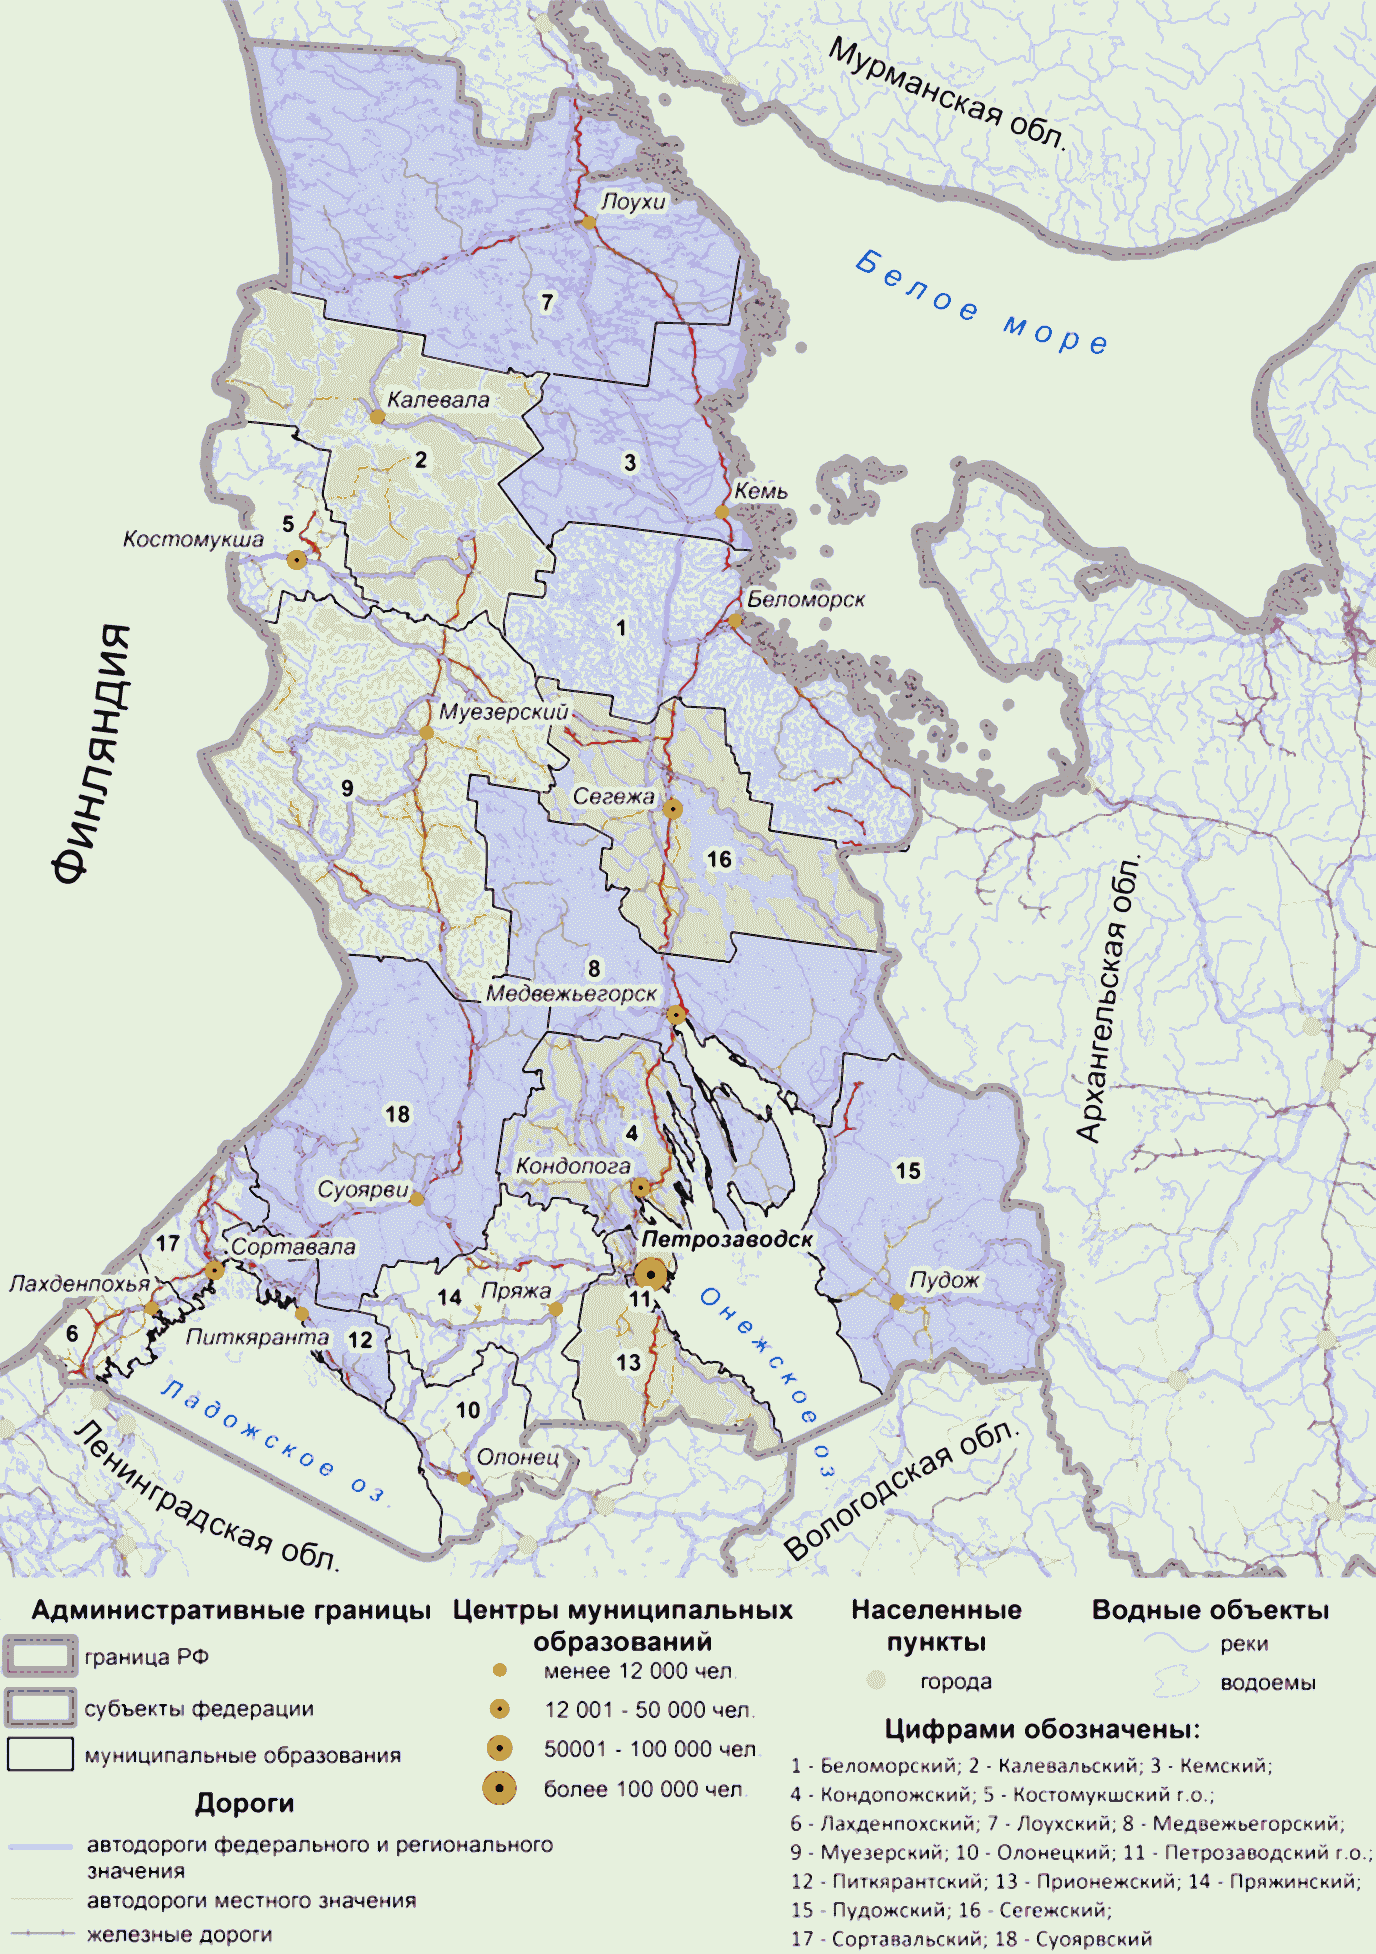 Мурманская обл.
Лоухи
Белое море
7
Калевала
2
3
Кемь
5
Костомукша
Беломорск
1
Финляндия
Муезерский
9
Сегежа
16
8
Медвежьегорск
Архангельская обл.
18
4
Кондопога
15
Суоярви
17
Сортавала
Петрозаводск
Лахденпохья
14
Пряжа
11
Пудож
6
Питкяранта
12
Онежское оз.
13
Ладожское оз.
10
Олонец
Ленинградская обл.
Вологодская обл.
Административные границы
граница РФ
субъекты федерации
муниципальные образования
Дороги
автодороги федерального и регионального
значения
автодороги местного значения
железные дороги
Центры муниципальных
образований
менее 12 000 чел.
12 001 - 50 000 чел.
50001 - 100 000 чел.
более 100 000 чел.
Населенные
пункты
города
Водные объекты
реки
водоемы
Цифрами обозначены:
1 - Беломорский; 2 - Калевальский; 3 - Кемский;
4 - Кондопожский; 5 - Костомукшский г.о.;
6 - Лахденпохский; 7 - Лоухский; 8 - Медвежьегорский;
9 - Муезерский; 10 - Олонецкий; 11 - Петрозаводский г.о.;
12 - Питкярантский; 13 - Прионежский; 14 - Пряжинский;
15 - Пудожский; 16 - Сегежский;
17 - Сортавальский; 18 - Суоярвский